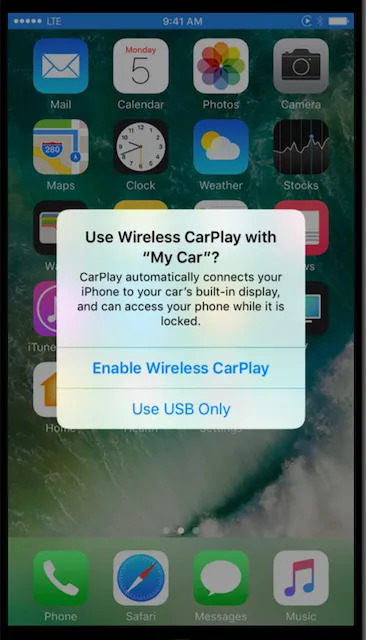 LTE 9:41 AM
Mail Calendar Photos Camera
Monday
5
Maps Clock Weather Stocks
280
Use Wireless CarPlay with
“My Car”?
CarPlay automatically connects your
iPhone to your car’s built-in display,
and can access your phone while it is
locked.
Enable Wireless CarPlay
Use USB Only
Home Health Settings
Phone Safari Messages Music